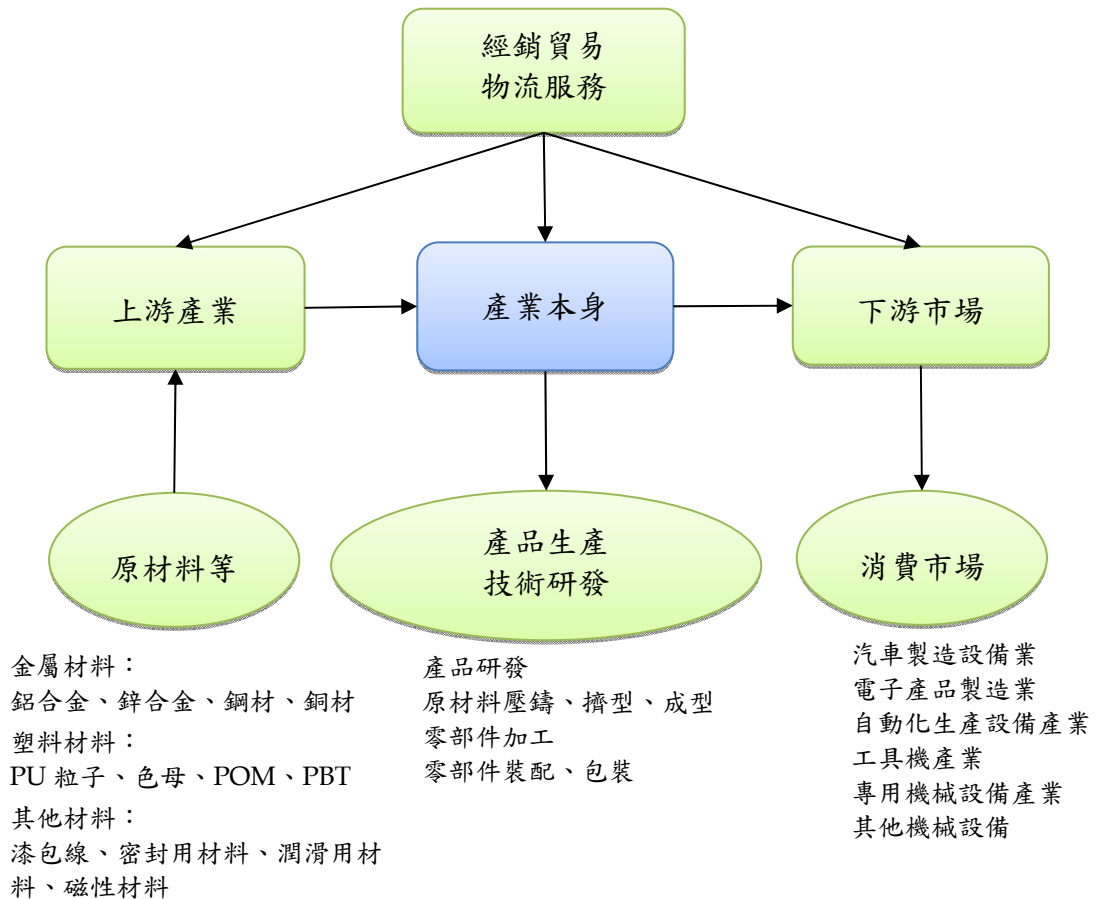 經銷貿易
物流服務
上游產業
產業本身
下游市場
原材料等
產品生產
技術研發
消費市場
金屬材料：
鋁合金、鋅合金、鋼材、銅材
塑料材料：
PU 粒子、色母、POM、PBT
其他材料：
漆包線、密封用材料、潤滑用材
料、磁性材料
產品研發
原材料壓鑄、擠型、成型
零部件加工
零部件裝配、包裝
汽車製造設備業
電子產品製造業
自動化生產設備產業
工具機產業
專用機械設備產業
其他機械設備